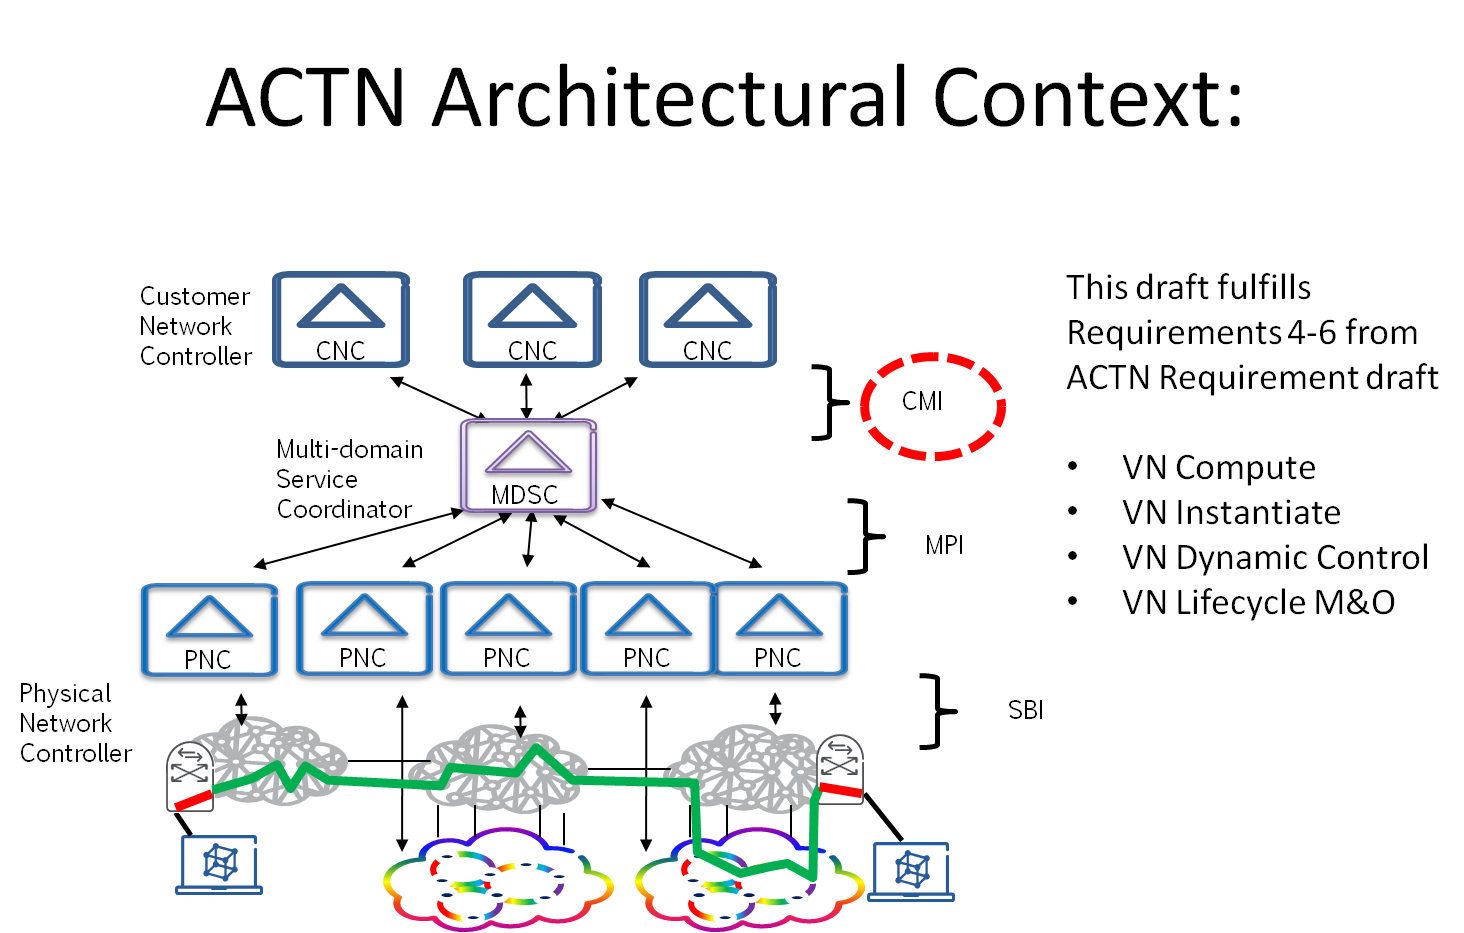 ACTN Architectural Context:
Customer
Network
Controller
CNC
CNC
CNC
CMI
Multi-domain
Service
Coordinator
MDSC
MPI
PNC
PNC
PNC
PNC
PNC
Physical
Network
Controller
SBI
This draft fulfills
Requirements 4-6 from
ACTN Requirement draft
• VN Compute
• VN Instantiate
• VN Dynamic Control
• VN Lifecycle M&O